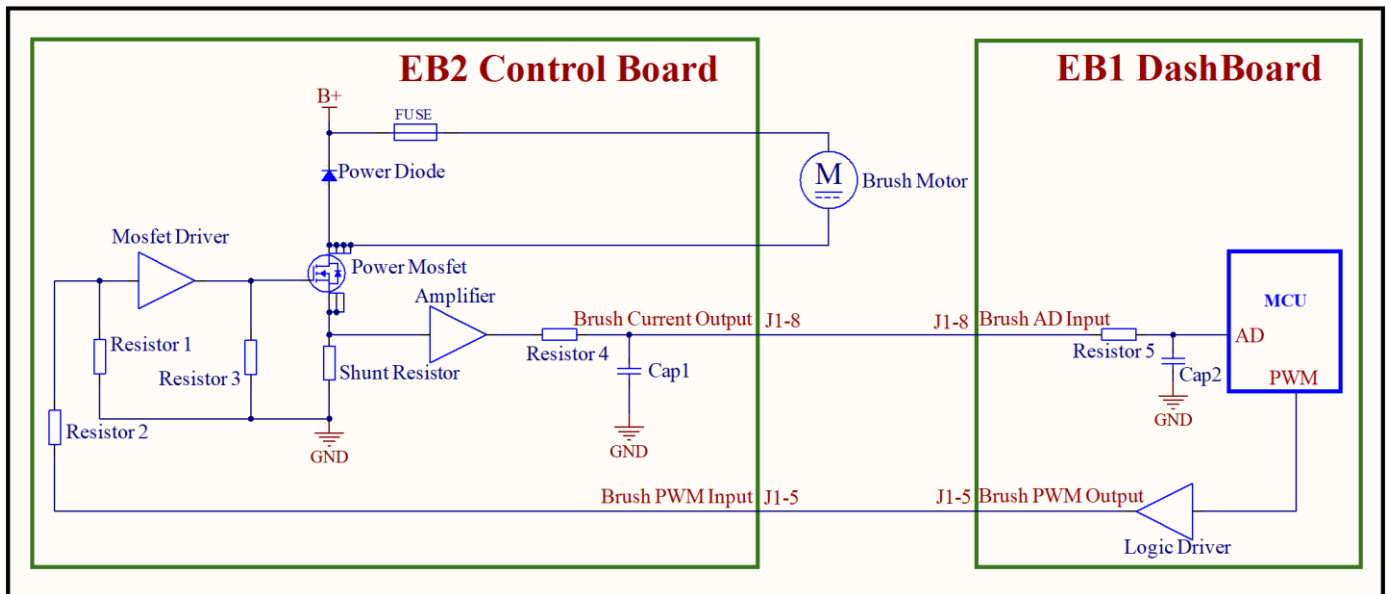 EB2 Control Board
EB1 DashBoard
B+
FUSE
Power Diode
M
Brush Motor
Mosfet Driver
Power Mosfet
Amplifier
MCU
Brush Current Output
J1-8
J1-8
Brush AD Input
AD
Resistor 1
Resistor 3
Shunt Resistor
Resistor 4
Cap1
Resistor 5
Cap2
PWM
Resistor 2
GND
GND
GND
Brush PWM Input
J1-5
J1-5
Brush PWM Output
Logic Driver